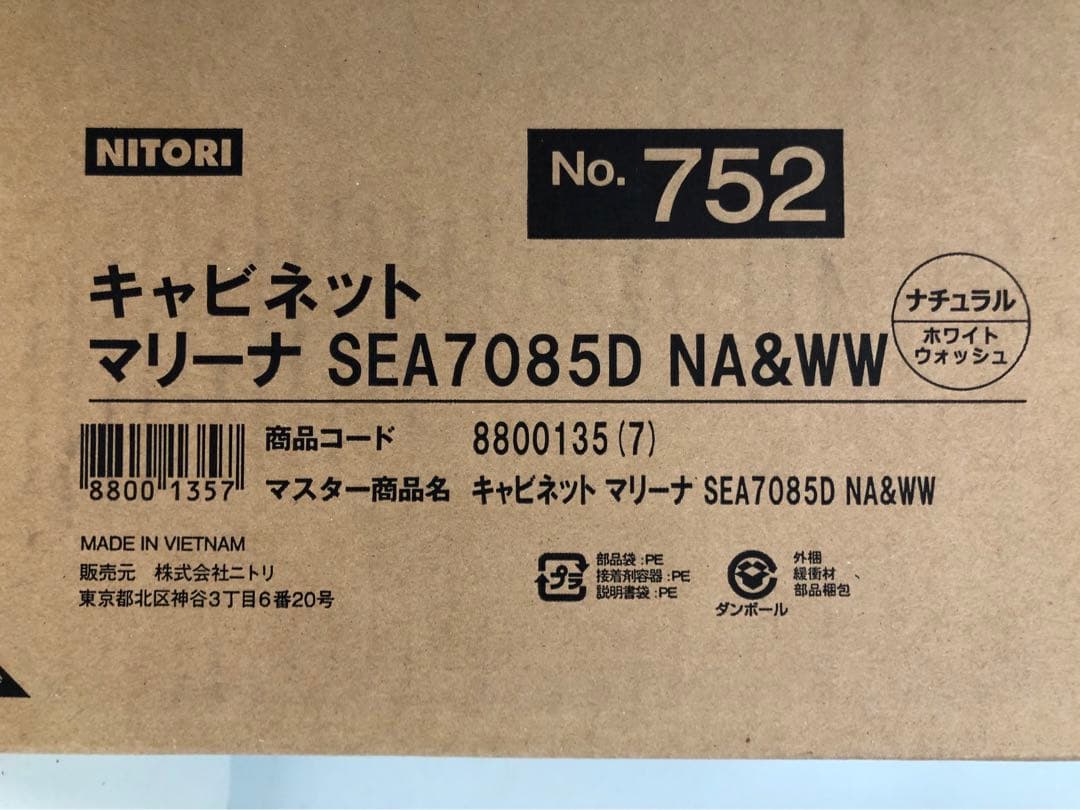 NITORI
No. 752
キャビネット
マリーナ SEA7085D NA&WW
ナチュラル
ホワイト
ウォッシュ
商品コード 8800135(7)
マスター商品名 キャビネット マリーナ SEA7085D NA&WW
8800 1357
MADE IN VIETNAM
販売元 株式会社ニトリ
東京都北区神谷3丁目6番20号
プラ
部品袋:PE
接着剤容器:PE
説明書袋:PE
ダンボール
外梱
緩衝材
部品梱包